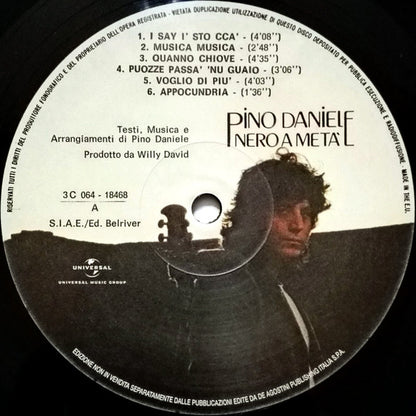 E DEL PROPRIETARIO DELL'OPERA REGISTRATA - VIETATA DUPLICAZIONE UTILIZZAZIONE DI QUESTO DISCO DEPOSITATO PER PUBBLICA ESECUZIONE E RADIODIFFUSIONE. MADE IN THE E.U.
RISERVATI TUTTI I DIRITTI DEL PRODUTTORE FONOGRAFICO
1. I SAY I' STO CCA' - (4'08")
2. MUSICA MUSICA - (2'48")
3. QUANNO CHIOVE - (4'35")
4. PUOZZE PASSA' 'NU GUAIO - (3'06")
5. VOGLIO DI PIU' - (4'03")
6. APPOCUNDRIA - (1'36")
Testi, Musica e
Arrangiamenti di Pino Daniele
Prodotto da Willy David
PINO DANIELE
NERO A META'
3 C 064 - 18468
A
S.I.A.E./Ed. Belriver
UNIVERSAL
UNIVERSAL MUSIC GROUP
EDIZIONE NON IN VENDITA SEPARATAMENTE DALLE PUBBLICAZIONI EDITE DA DE AGOSTINI PUBLISHING ITALIA S.P.A.